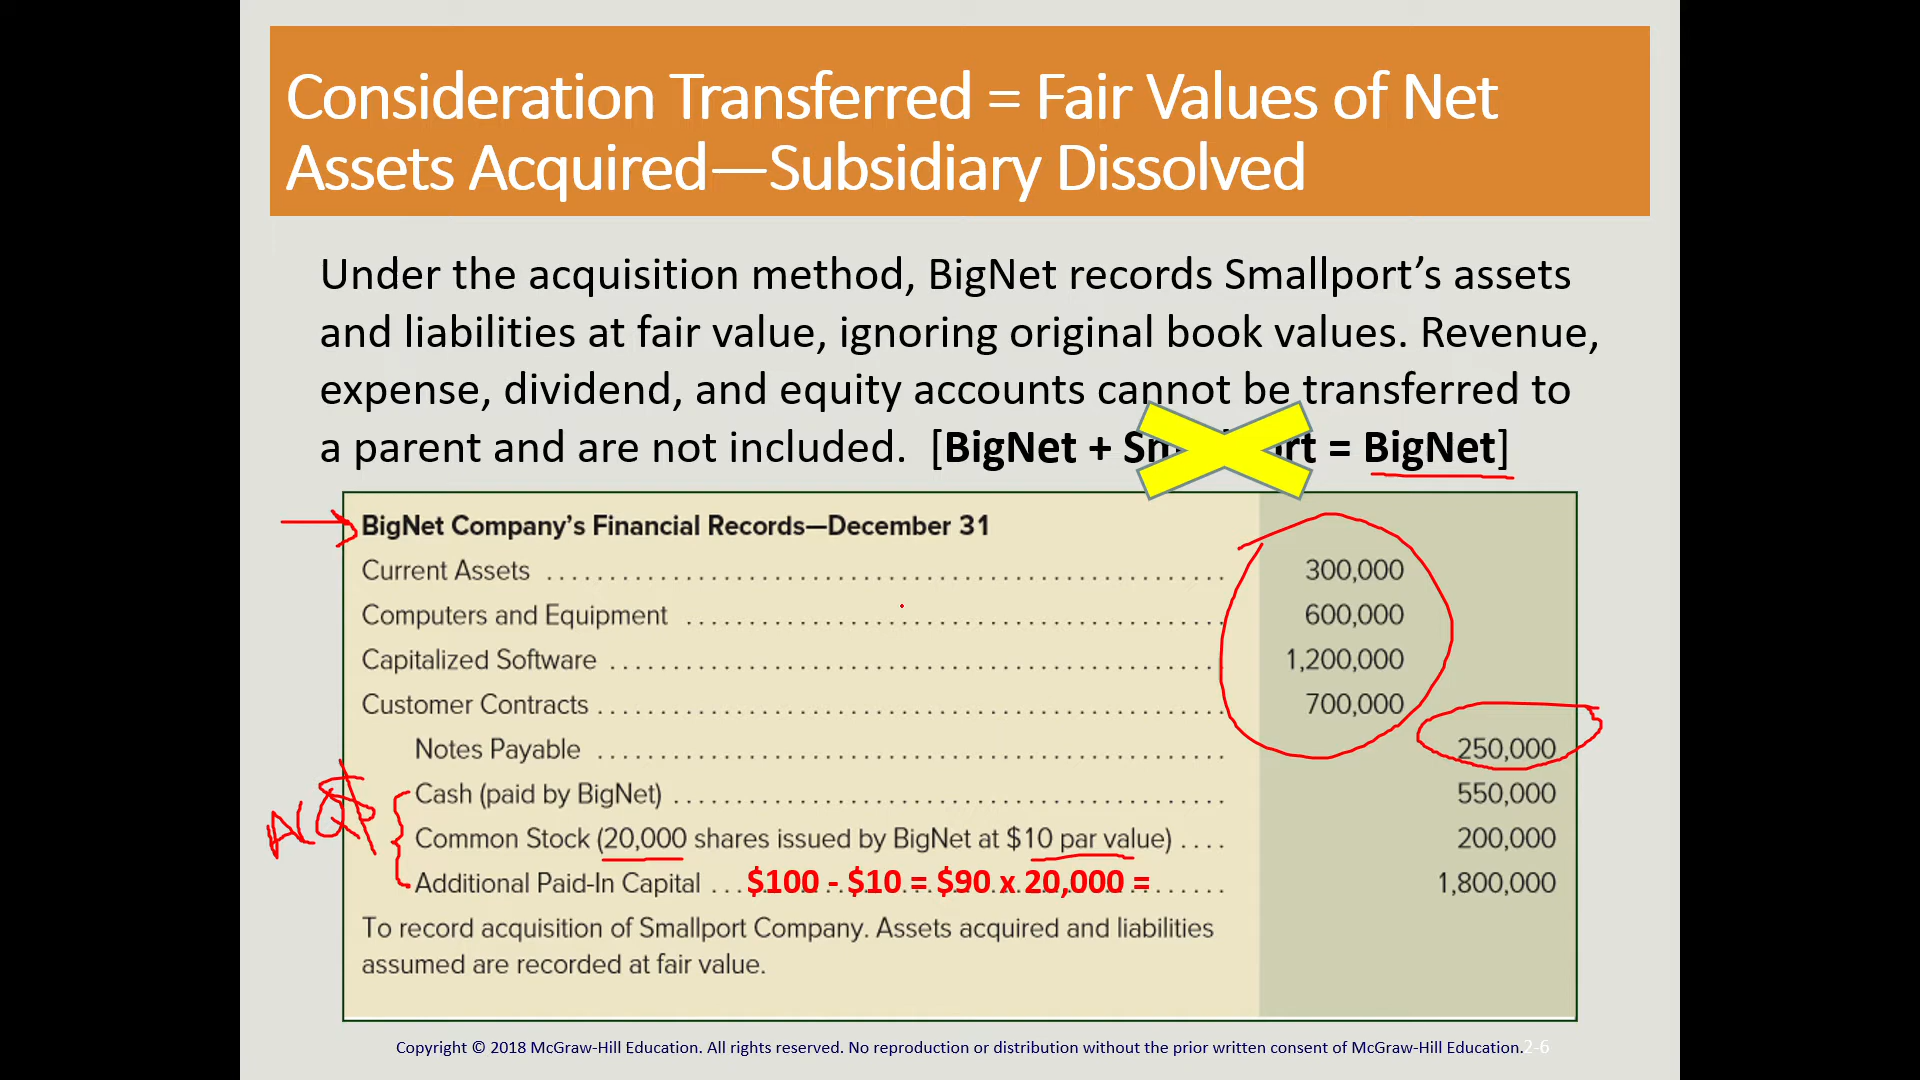 Consideration Transferred = Fair Values of Net
Assets Acquired—Subsidiary Dissolved
Under the acquisition method, BigNet records Smallport’s assets
and liabilities at fair value, ignoring original book values. Revenue,
expense, dividend, and equity accounts cannot be transferred to
a parent and are not included. [BigNet + = BigNet]
BigNet Company’s Financial Records—December 31
Current Assets 300,000
Computers and Equipment 600,000
Capitalized Software 1,200,000
Customer Contracts 700,000
Notes Payable 250,000
Cash (paid by BigNet) 550,000
Common Stock (20,000 shares issued by BigNet at $10 par value) 200,000
Additional Paid-In Capital $100 - $10 = $90 x 20,000 = 1,800,000
To record acquisition of Smallport Company. Assets acquired and liabilities
assumed are recorded at fair value.
Copyright © 2018 McGraw-Hill Education. All rights reserved. No reproduction or distribution without the prior written consent of McGraw-Hill Education. 2-6